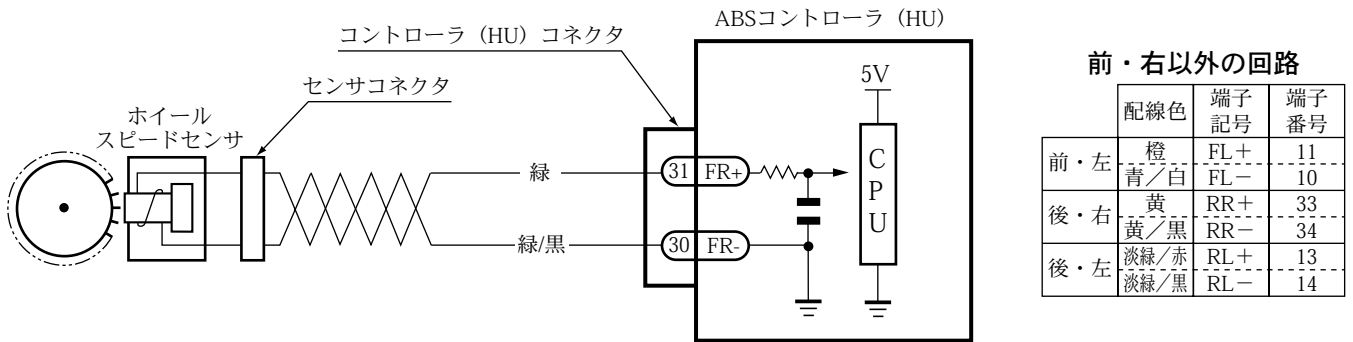 ABSコントローラ（HU）
コントローラ（HU）コネクタ
センサコネクタ
ホイール
スピードセンサ
5V
緑
31
FR+
緑/黒
30
FR-
C
P
U
前・右以外の回路
配線色 端子記号 端子番号
前・左 橙 FL＋ 11
青／白 FL－ 10
後・右 黄 RR＋ 33
黄／黒 RR－ 34
後・左 淡緑／赤 RL＋ 13
淡緑／黒 RL－ 14